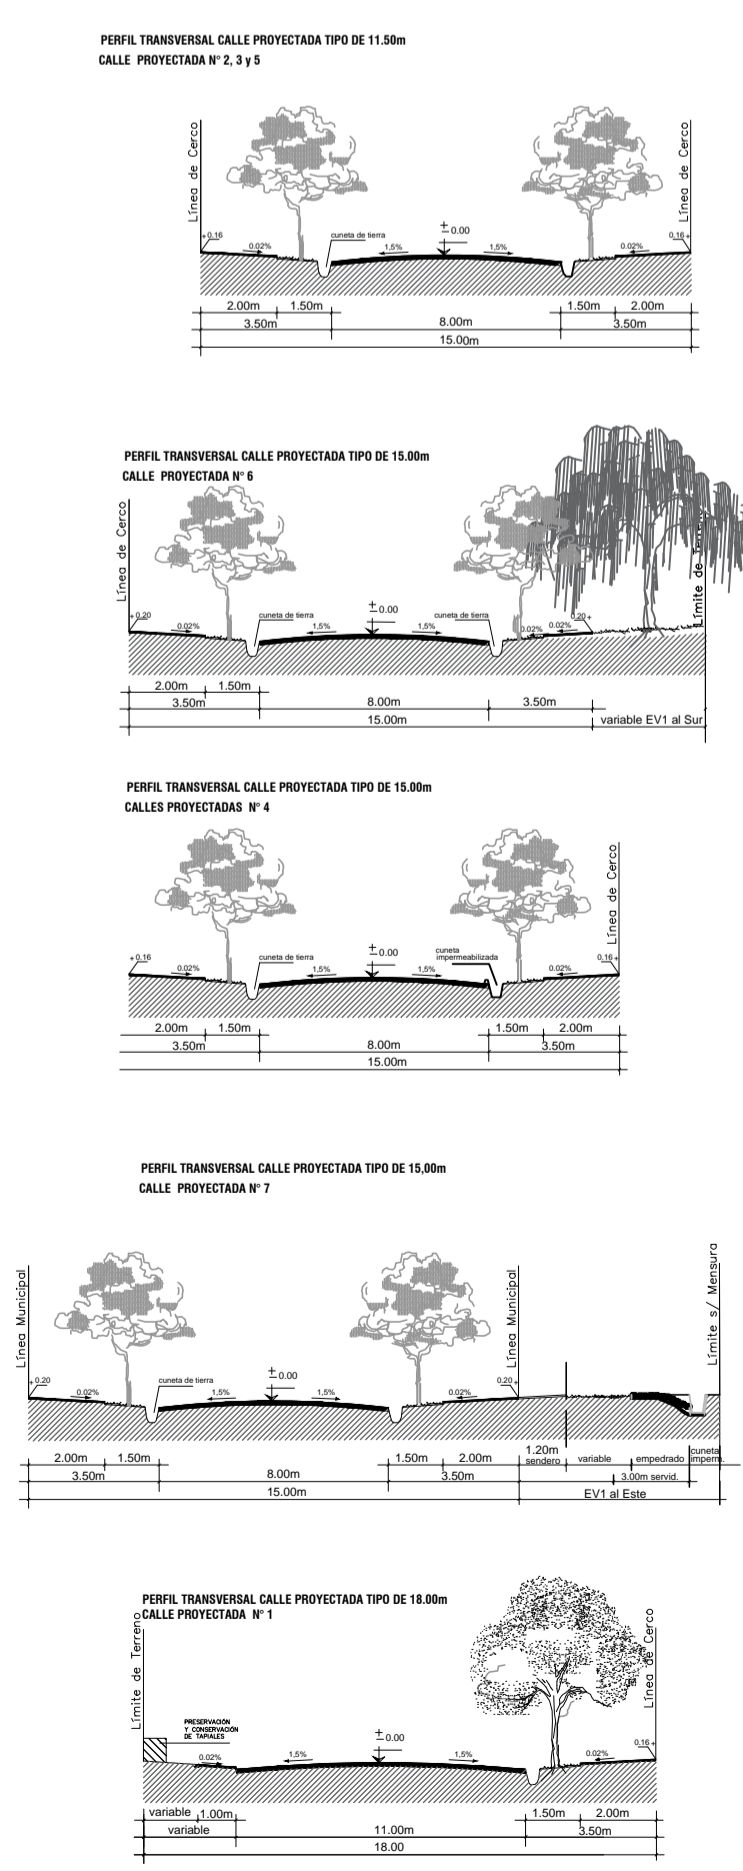 PERFIL TRANSVERSAL CALLE PROYECTADA TIPO DE 11.50m
CALLE PROYECTADA N° 2, 3 y 5
Línea de Cerco
Línea de Cerco
+0.16
0.02%
cuneta de tierra
1,5%
±0.00
1,5%
0.02%
0.16+
2.00m
1.50m
1.50m
2.00m
3.50m
8.00m
3.50m
15.00m
PERFIL TRANSVERSAL CALLE PROYECTADA TIPO DE 15.00m
CALLE PROYECTADA N° 6
Línea de Cerco
Límite de Terreno
+0.20
0.02%
cuneta de tierra
1,5%
±0.00
1,5%
cuneta de tierra
0.02%
0.02%
.20+
2.00m
1.50m
3.50m
8.00m
3.50m
15.00m
variable EV1 al Sur
PERFIL TRANSVERSAL CALLE PROYECTADA TIPO DE 15.00m
CALLES PROYECTADAS N° 4
Línea de Cerco
+0.16
0.02%
cuneta de tierra
1,5%
±0.00
1,5%
cuneta
impermeabilizada
0.02%
0.16+
2.00m
1.50m
1.50m
2.00m
3.50m
8.00m
3.50m
15.00m
PERFIL TRANSVERSAL CALLE PROYECTADA TIPO DE 15,00m
CALLE PROYECTADA N° 7
Línea Municipal
Línea Municipal
Límite s/ Mensura
+0.20
0.02%
cuneta de tierra
1,5%
±0.00
1,5%
0.02%
0.20+
2.00m
1.50m
1.50m
2.00m
1.20m
sendero
variable
empedrado
cuneta
imperm.
3.50m
8.00m
3.50m
3.00m servid.
15.00m
EV1 al Este
PERFIL TRANSVERSAL CALLE PROYECTADA TIPO DE 18.00m
CALLE PROYECTADA N° 1
Límite de Terreno
Línea de Cerco
PRESERVACIÓN
Y CONSERVACIÓN
DE TAPIALES
0.02%
1,5%
±0.00
1,5%
0.02%
0.16+
variable
1.00m
1.50m
2.00m
variable
11.00m
3.50m
18.00